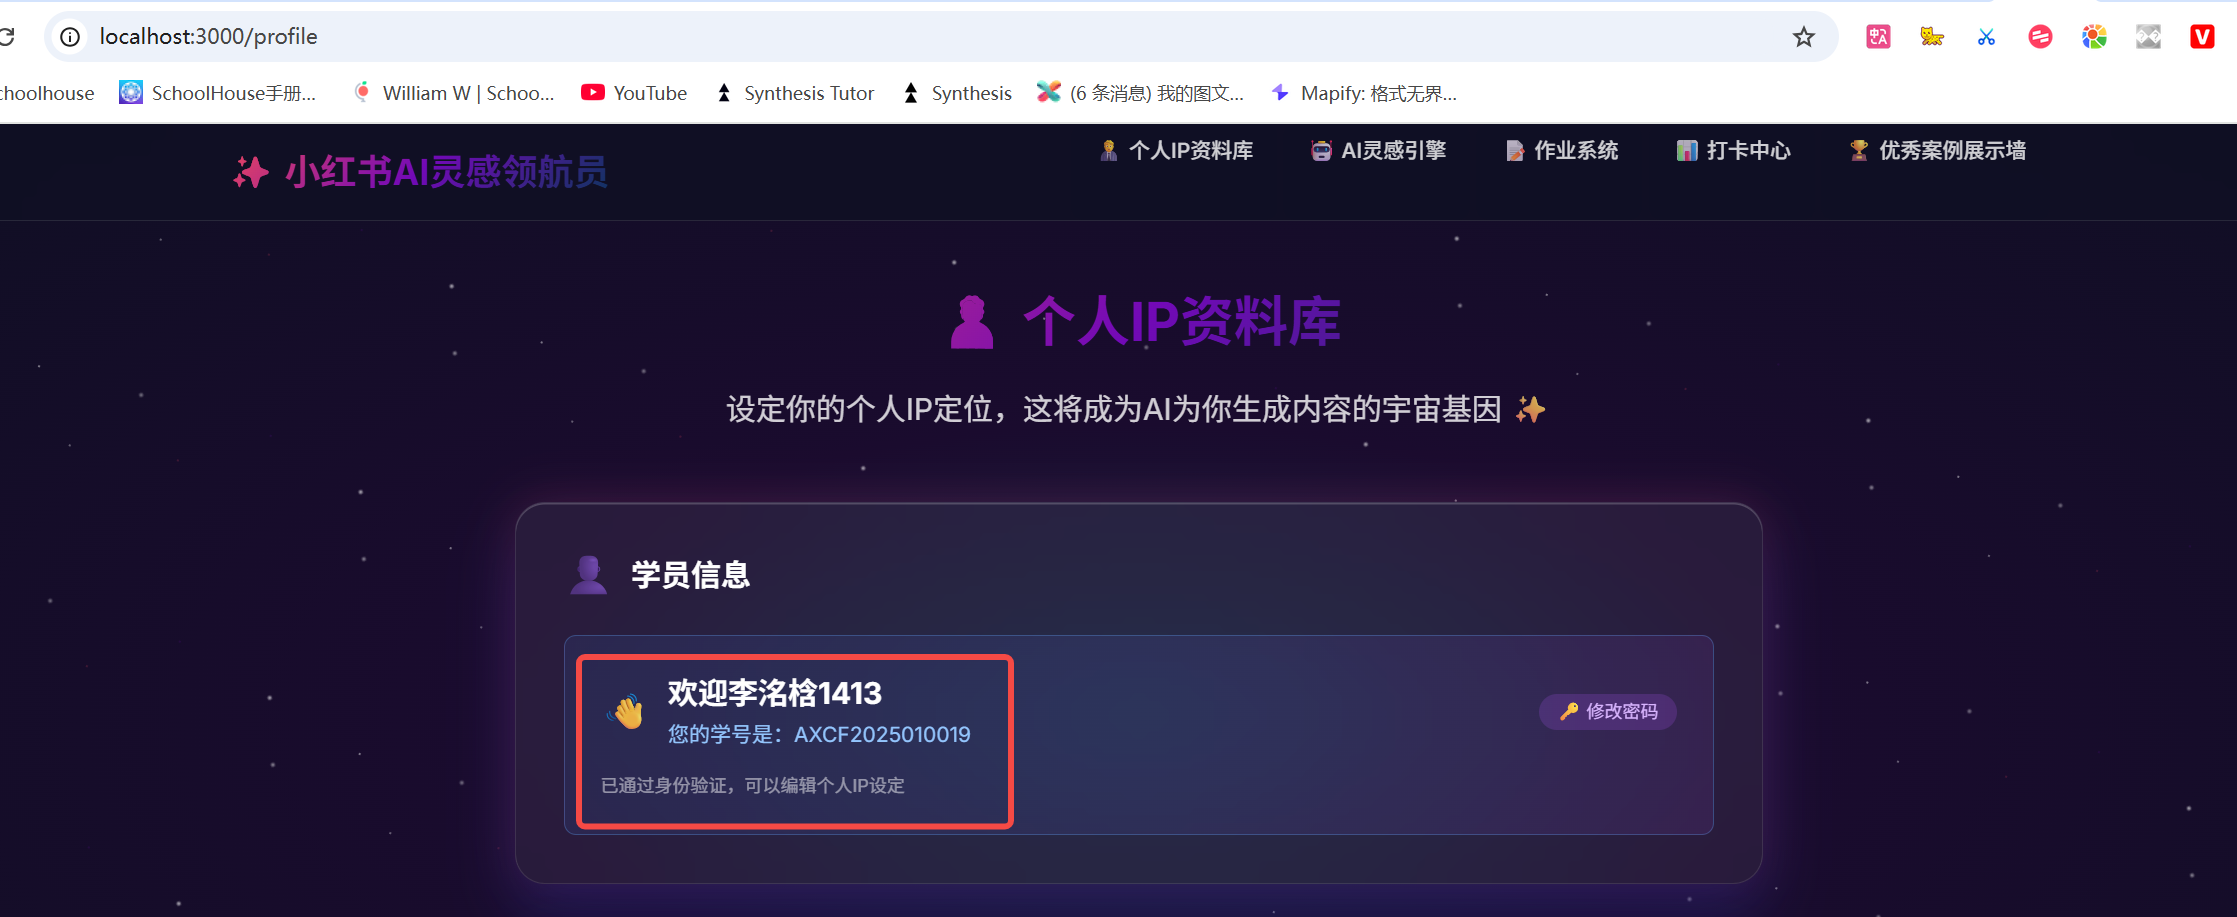 localhost:3000/profile
choolhouse
SchoolHouse手册...
William W | Schoo...
YouTube
Synthesis Tutor
Synthesis
(6 条消息) 我的图文...
Mapify: 格式无界...
小红书AI灵感领航员
个人IP资料库
AI灵感引擎
作业系统
打卡中心
优秀案例展示墙
个人IP资料库
设定你的个人IP定位，这将成为AI为你生成内容的宇宙基因
学员信息
欢迎李洺桧1413
您的学号是：AXCF2025010019
修改密码
已通过身份验证，可以编辑个人IP设定